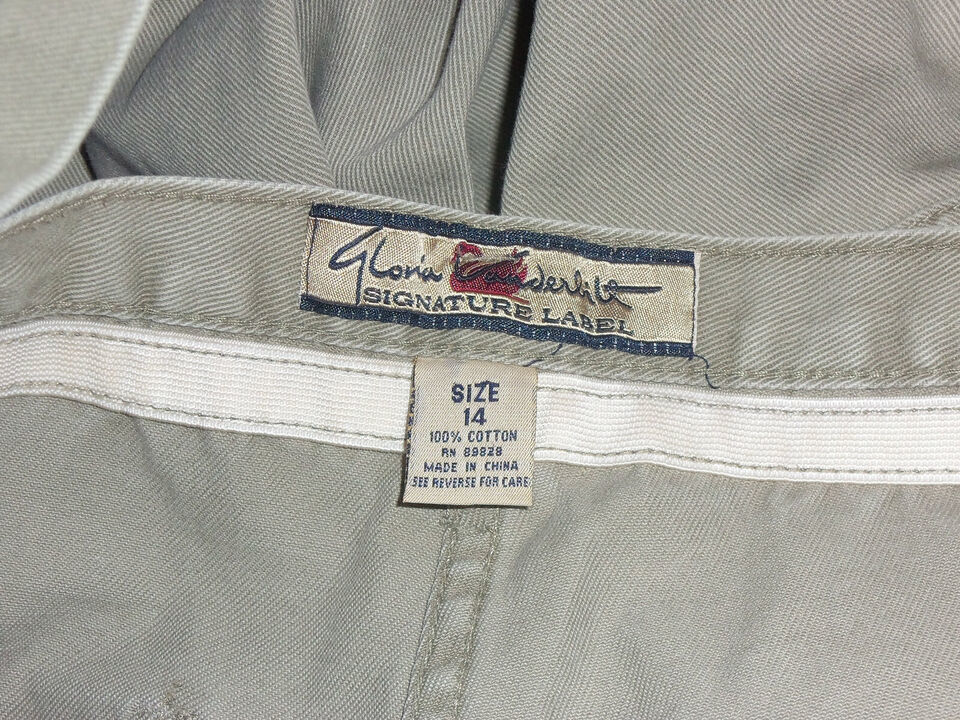 Gloria Vanderbilt
SIGNATURE LABEL
SIZE
14
100% COTTON
RN 89828
MADE IN CHINA
SEE REVERSE FOR CARE